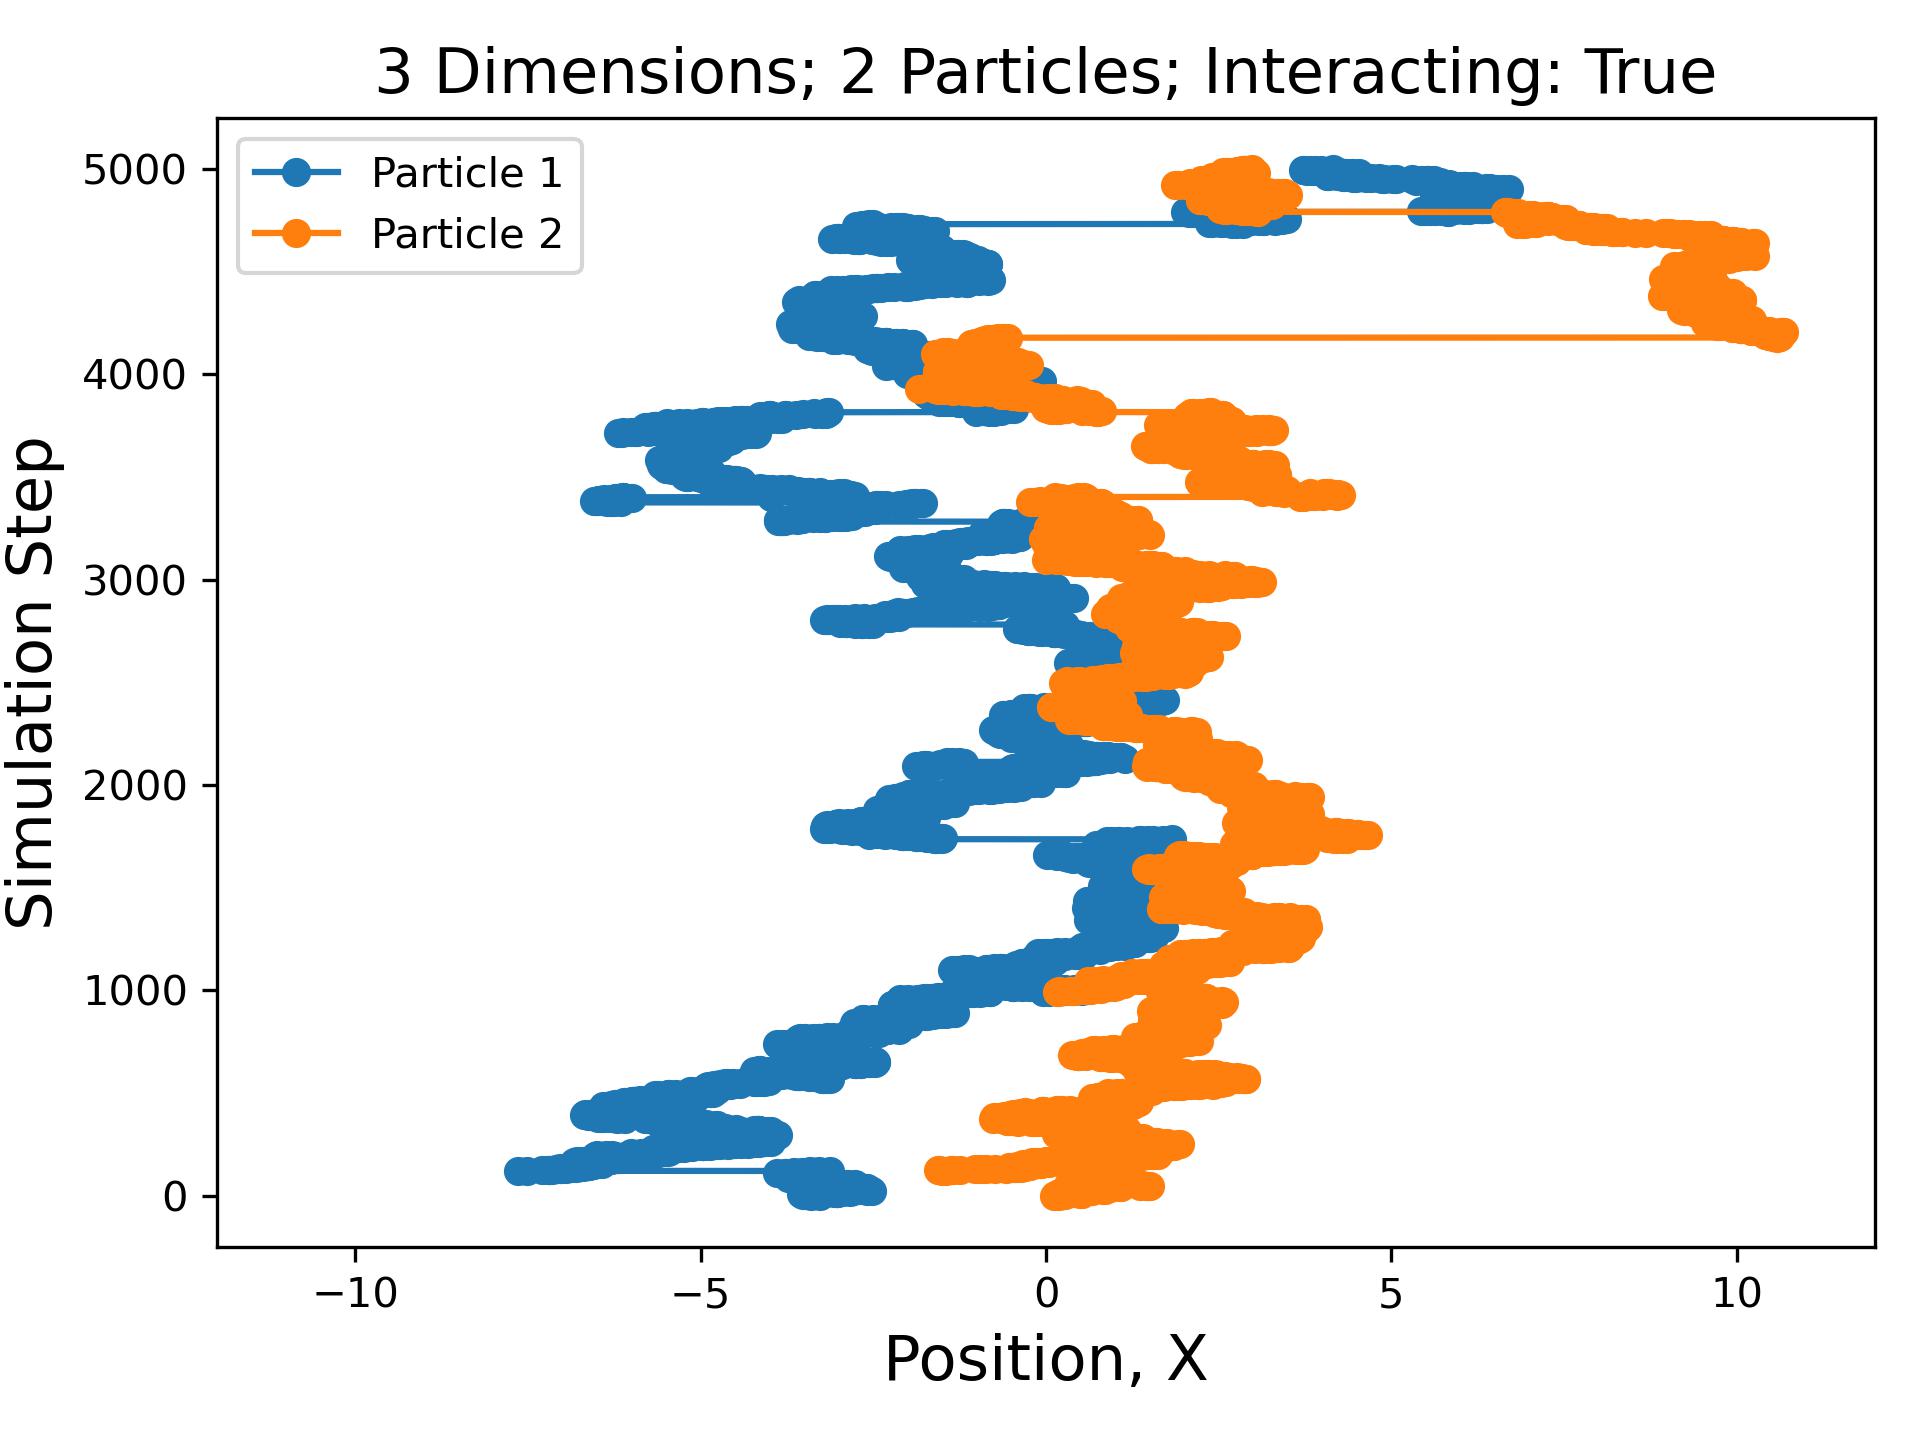 3 Dimensions; 2 Particles; Interacting: True
Particle 1
Particle 2
5000
4000
3000
2000
1000
0
Simulation Step
−10
−5
0
5
10
Position, X